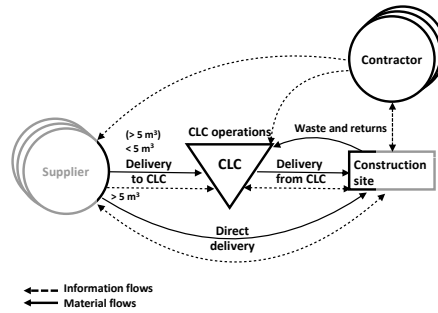 Contractor
(> 5 m³)
< 5 m³
CLC operations
Waste and returns
Supplier
Delivery
to CLC
CLC
Delivery
from CLC
Construction
site
> 5 m³
Direct
delivery
Information flows
Material flows